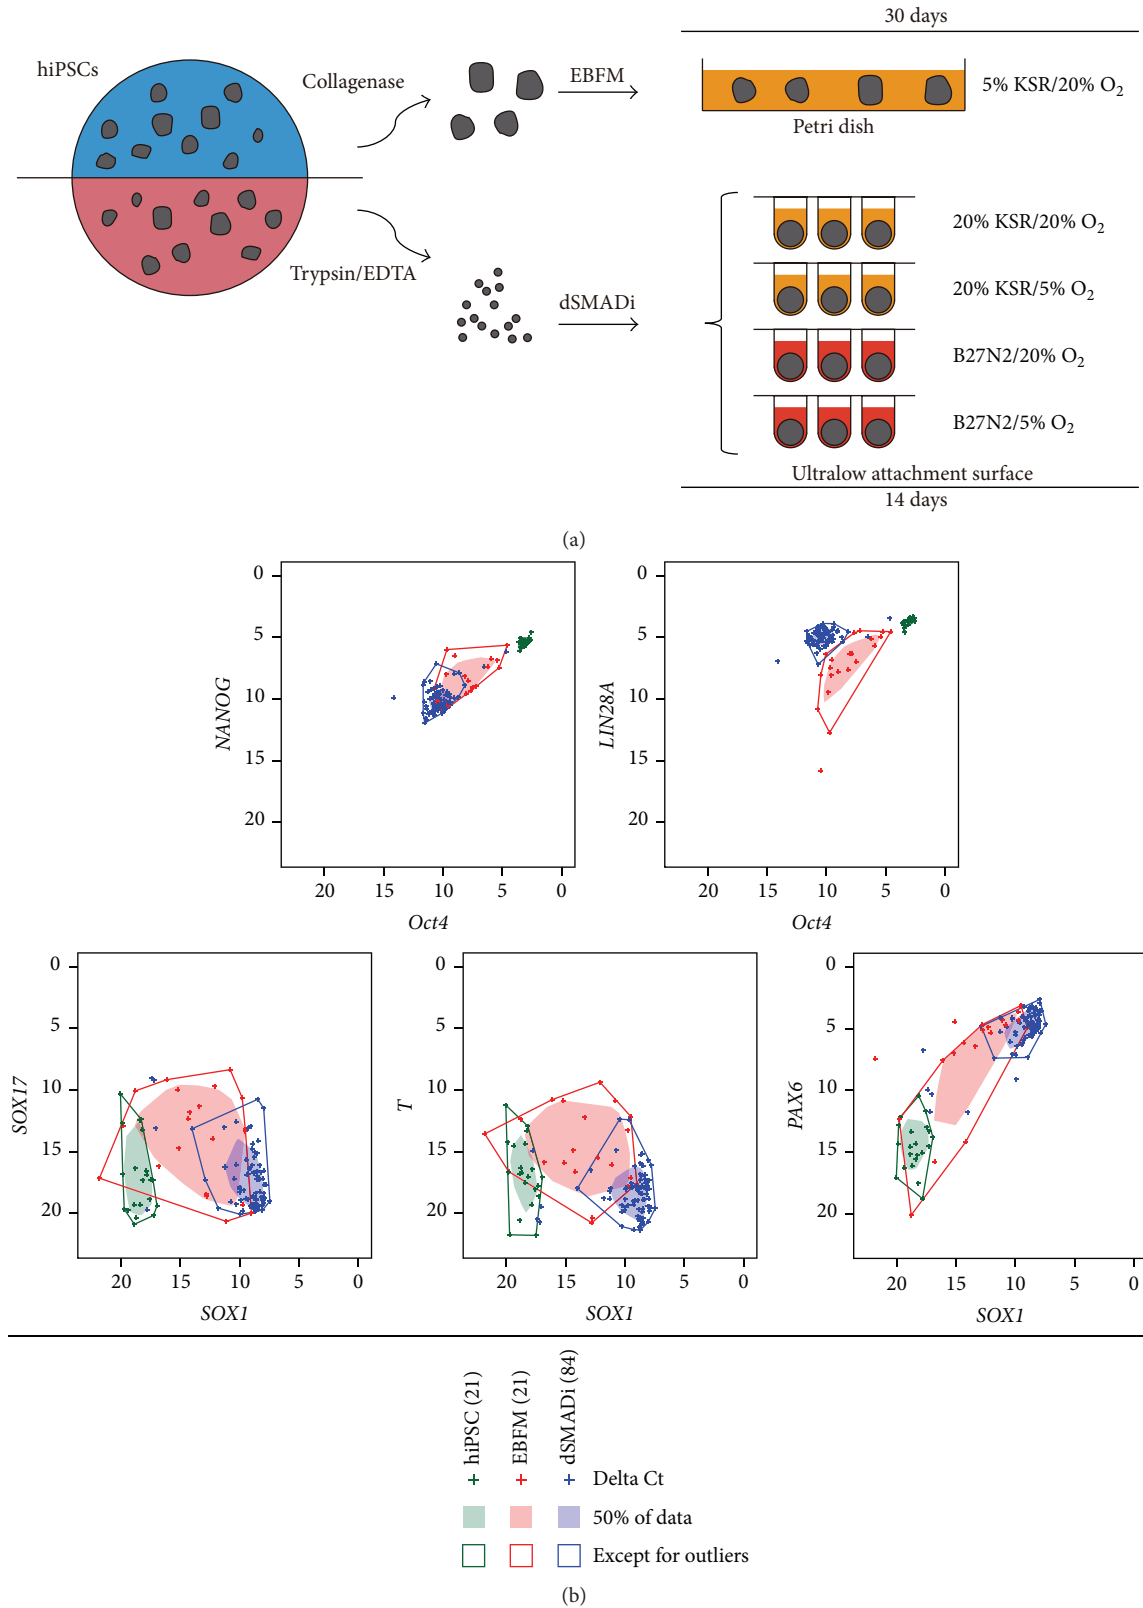 30 days
hiPSCs
Collagenase
EBFM
5% KSR/20% O2
Petri dish
20% KSR/20% O2
Trypsin/EDTA
dSMADi
20% KSR/5% O2
B27N2/20% O2
B27N2/5% O2
Ultralow attachment surface
14 days
(a)
0
5
10
15
20
NANOG
20 15 10 5 0
Oct4
0
5
10
15
20
LIN28A
20 15 10 5 0
Oct4
0
5
10
15
20
SOX17
20 15 10 5 0
SOX1
0
5
10
15
20
T
20 15 10 5 0
SOX1
0
5
10
15
20
PAX6
20 15 10 5 0
SOX1
hiPSC (21)
EBFM (21)
dSMADi (84)
Delta Ct
50% of data
Except for outliers
(b)